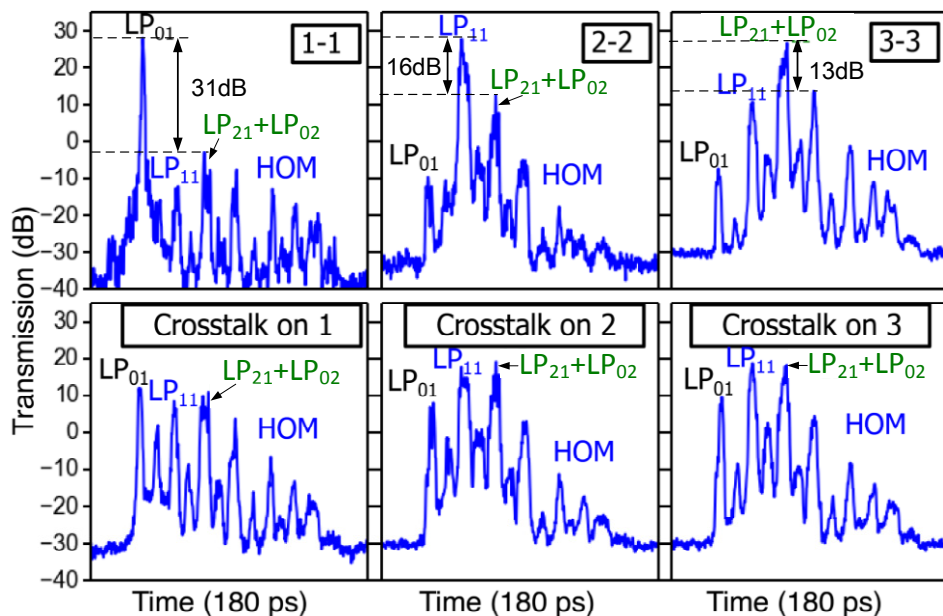 Transmission (dB)
30
20
10
0
−10
−20
−30
−40
LP01
1-1
31dB
LP21+LP02
LP11
HOM
LP11
2-2
16dB
LP21+LP02
LP01
HOM
LP21+LP02
3-3
13dB
LP11
LP01
HOM
30
20
10
0
−10
−20
−30
−40
Crosstalk on 1
LP01
LP11
LP21+LP02
HOM
Crosstalk on 2
LP11
LP21+LP02
LP01
HOM
Crosstalk on 3
LP11
LP21+LP02
LP01
HOM
Time (180 ps)
Time (180 ps)
Time (180 ps)